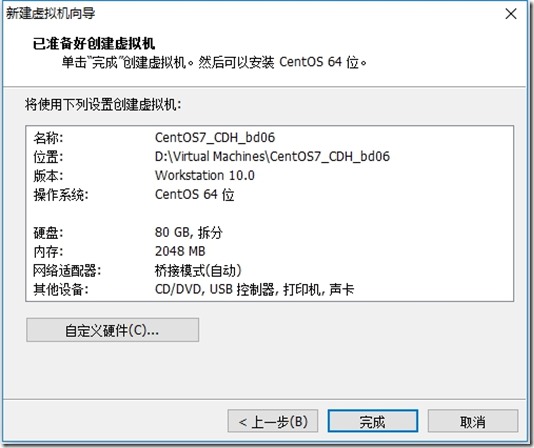 新建虚拟机向导
已准备好创建虚拟机
单击“完成”创建虚拟机。然后可以安装 CentOS 64 位。
将使用下列设置创建虚拟机:
名称: CentOS7_CDH_bd06
位置: D:\Virtual Machines\CentOS7_CDH_bd06
版本: Workstation 10.0
操作系统: CentOS 64 位
硬盘: 80 GB, 拆分
内存: 2048 MB
网络适配器: 桥接模式(自动)
其他设备: CD/DVD, USB 控制器, 打印机, 声卡
自定义硬件(C)...
< 上一步(B) 完成 取消